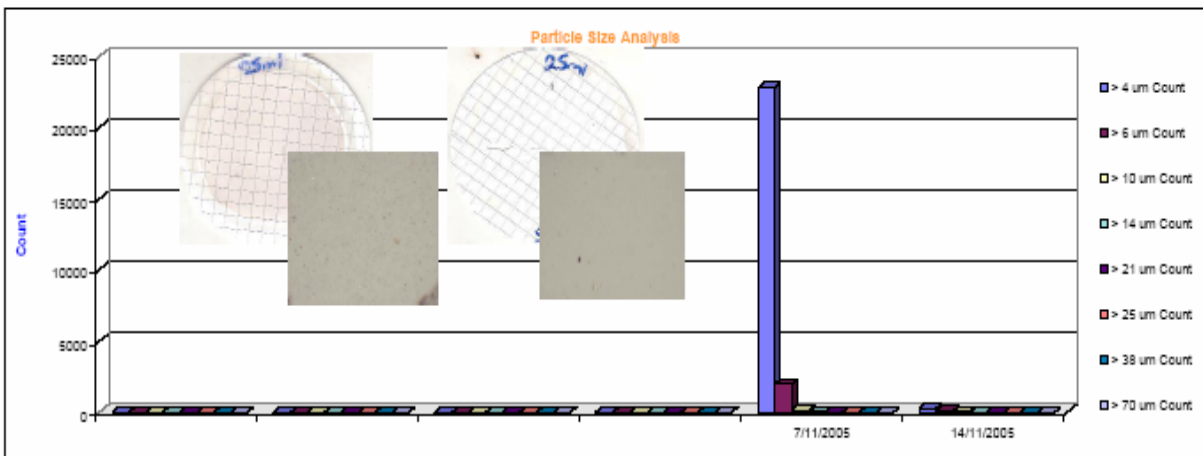 Particle Size Analysis
25ml
25ml
25000
20000
15000
10000
5000
0
Count
7/11/2005
14/11/2005
> 4 um Count
> 6 um Count
> 10 um Count
> 14 um Count
> 21 um Count
> 25 um Count
> 38 um Count
> 70 um Count